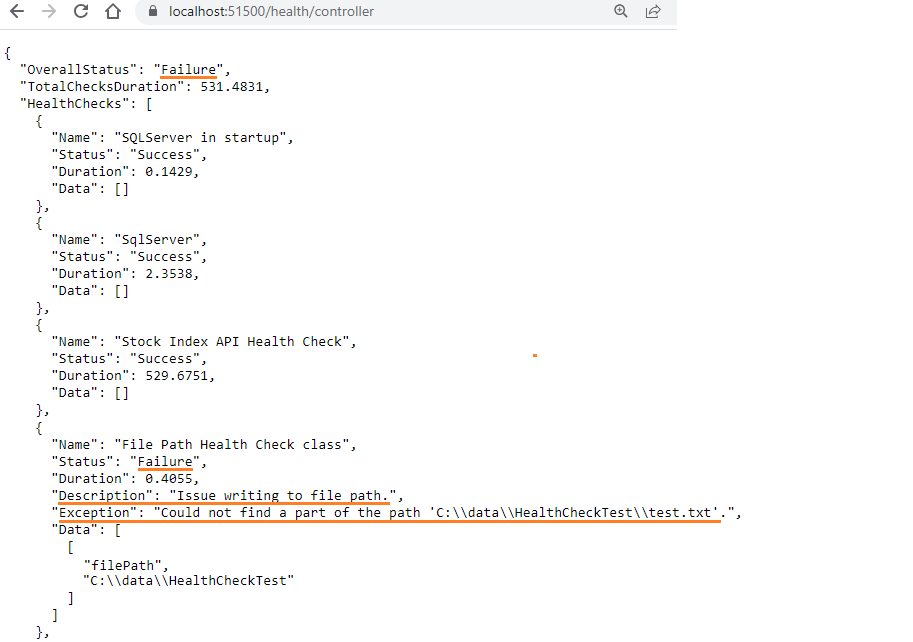 localhost:51500/health/controller
{
"OverallStatus": "Failure",
"TotalChecksDuration": 531.4831,
"HealthChecks": [
{
"Name": "SQLServer in startup",
"Status": "Success",
"Duration": 0.1429,
"Data": []
},
{
"Name": "SqlServer",
"Status": "Success",
"Duration": 2.3538,
"Data": []
},
{
"Name": "Stock Index API Health Check",
"Status": "Success",
"Duration": 529.6751,
"Data": []
},
{
"Name": "File Path Health Check class",
"Status": "Failure",
"Duration": 0.4055,
"Description": "Issue writing to file path.",
"Exception": "Could not find a part of the path 'C:\\data\\HealthCheckTest\\test.txt'.",
"Data": [
[
"filePath",
"C:\\data\\HealthCheckTest"
]
]
},